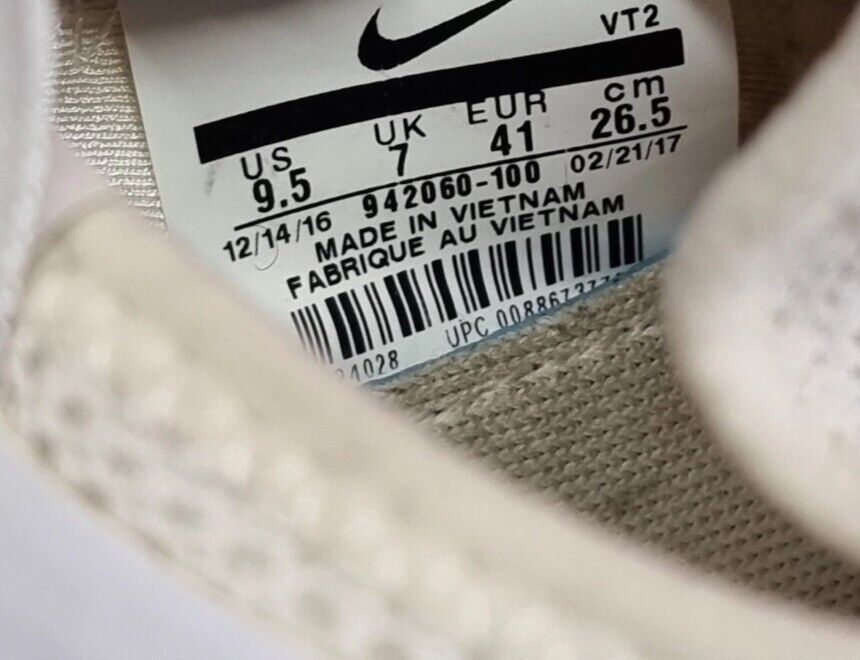 VT2
US UK EUR cm
9.5 7 41 26.5
12/14/16 942060-100 02/21/17
MADE IN VIETNAM
FABRIQUE AU VIETNAM
UPC